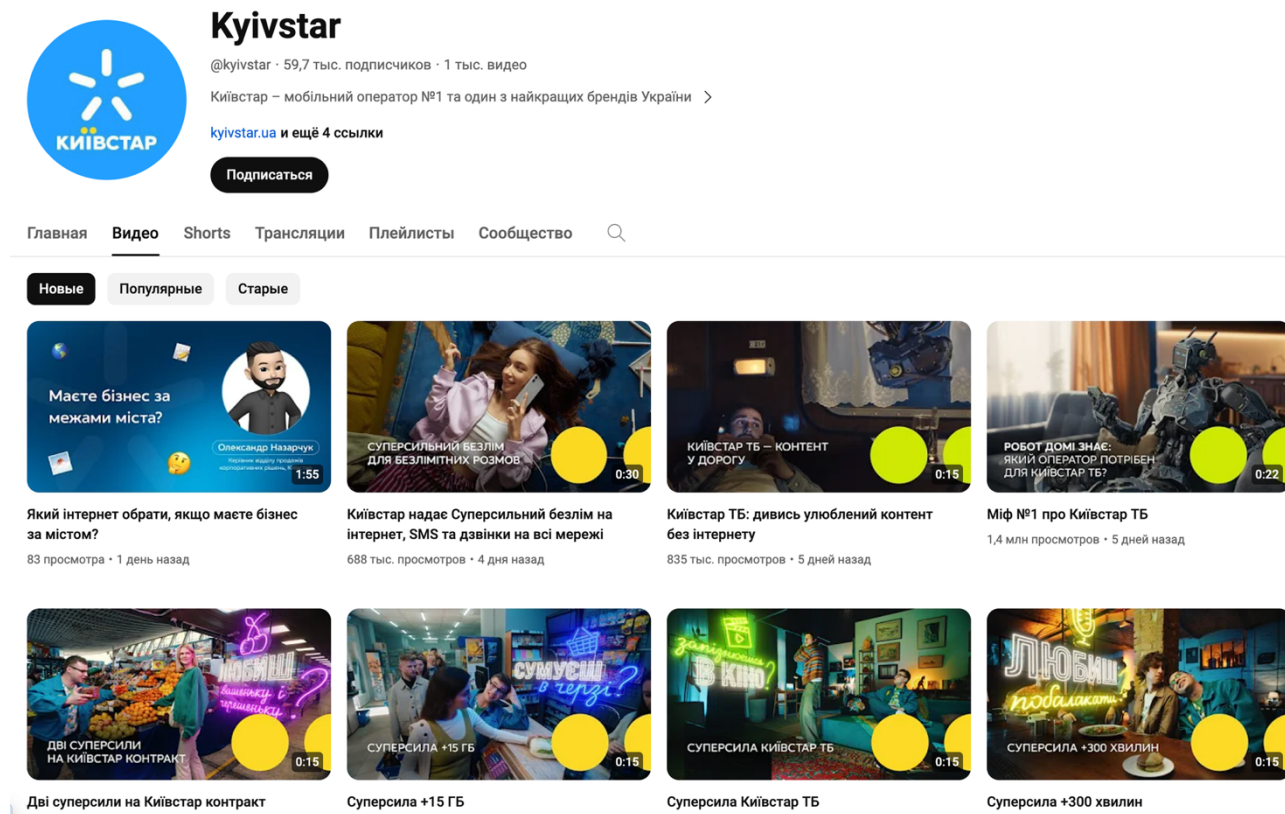 Kyivstar
@kyivstar · 59,7 тыс. подписчиков · 1 тыс. видео
Київстар – мобільний оператор №1 та один з найкращих брендів України
kyivstar.ua и ещё 4 ссылки
КИЇВСТАР
Подписаться
Главная Видео Shorts Трансляции Плейлисты Сообщество
Новые Популярные Старые
Маєте бізнес за
межами міста?
Олександр Назарчук
Керівник відділу продажів
корпоративних рішень,
1:55
СУПЕРСИЛЬНИЙ БЕЗЛІМ
ДЛЯ БЕЗЛІМІТНИХ РОЗМОВ
0:30
КИЇВСТАР ТБ — КОНТЕНТ
У ДОРОГУ
0:15
РОБОТ ДОМІ ЗНАЄ:
ЯКИЙ ОПЕРАТОР ПОТРІБЕН
ДЛЯ КИЇВСТАР ТБ?
0:22
Який інтернет обрати, якщо маєте бізнес
за містом?
83 просмотра • 1 день назад
Київстар надає Суперсильний безлім на
інтернет, SMS та дзвінки на всі мережі
688 тыс. просмотров • 4 дня назад
Київстар ТБ: дивись улюблений контент
без інтернету
835 тыс. просмотров • 5 дней назад
Міф №1 про Київстар ТБ
1,4 млн просмотров • 5 дней назад
ЛЮБИШ
вишеньку і
черешеньку?
ДВІ СУПЕРСИЛИ
НА КИЇВСТАР КОНТРАКТ
0:15
СУМУЄШ
в черзі?
СУПЕРСИЛА +15 ГБ
0:15
запізнюєшся
В КІНО?
СУПЕРСИЛА КИЇВСТАР ТБ
0:15
ЛЮБИШ
побалакати?
СУПЕРСИЛА +300 ХВИЛИН
0:15
Дві суперсили на Київстар контракт
Суперсила +15 ГБ
Суперсила Київстар ТБ
Суперсила +300 хвилин